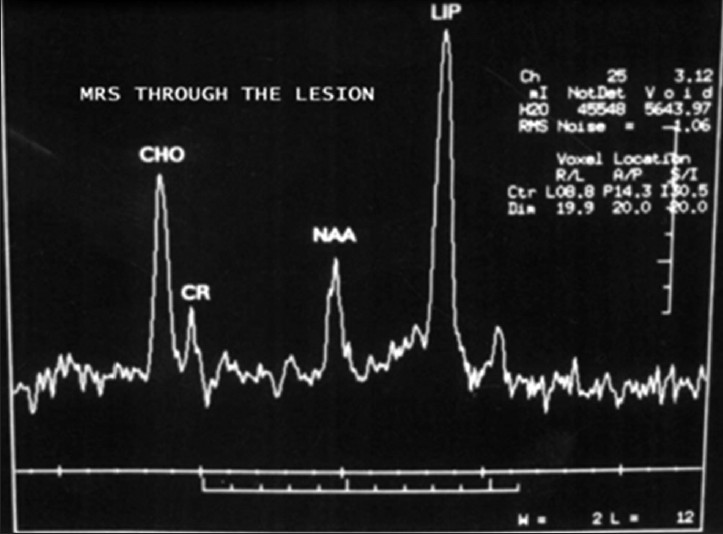 LIP
MRS THROUGH THE LESION
Ch 25 3.12
mI NotDet Void
H2O 45548 5643.97
RMS Noise = 1.06
CHO
Voxel Location
R/L A/P S/I
Ctr L08.8 P14.3 I30.5
Dim 19.9 20.0 20.0
NAA
CR
W = 2 L = 12